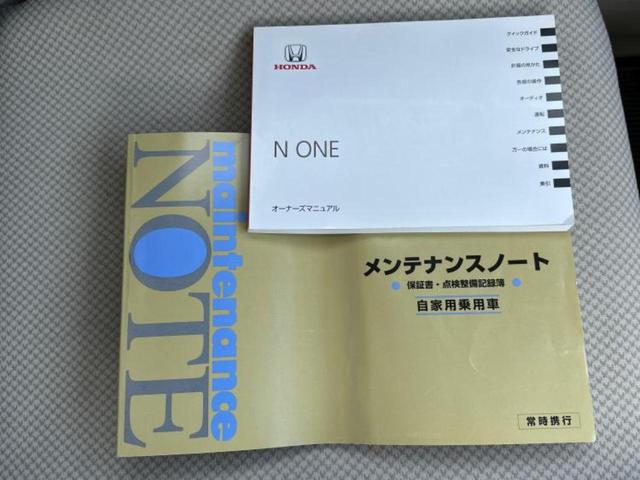 HONDA
N ONE
オーナーズマニュアル
クイックガイド
安全なドライブ
計器の見かた
各部の操作
オーディオ
運転
メンテナンス
万一の場合には
資料
索引
maintenance
NOTE
メンテナンスノート
保証書・点検整備記録簿
自家用乗用車
常時携行